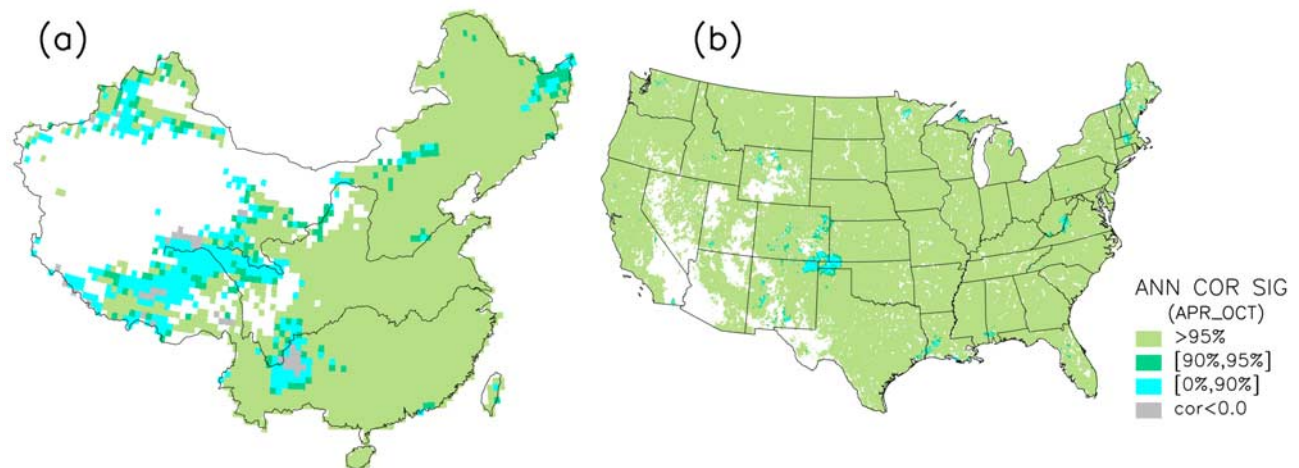 (a)
(b)
ANN COR SIG
(APR_OCT)
>95%
[90%,95%]
[0%,90%]
cor<0.0